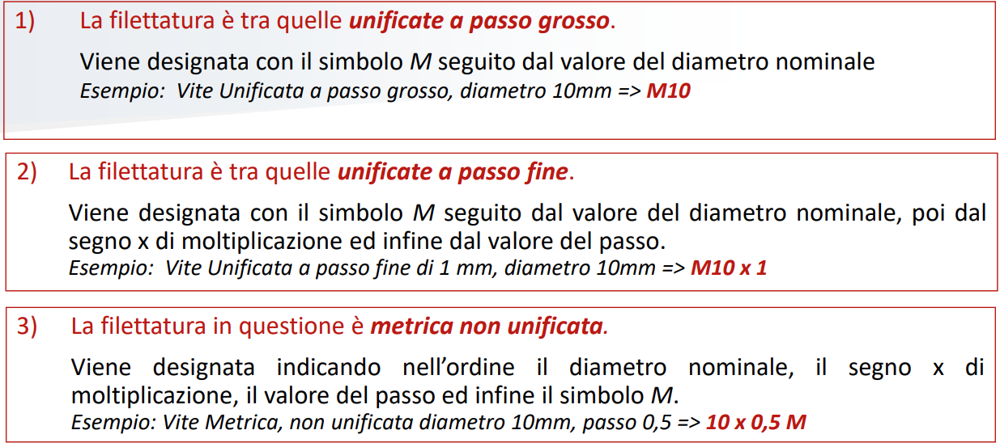 1) La filettatura è tra quelle unificate a passo grosso.
Viene designata con il simbolo M seguito dal valore del diametro nominale
Esempio: Vite Unificata a passo grosso, diametro 10mm => M10
2) La filettatura è tra quelle unificate a passo fine.
Viene designata con il simbolo M seguito dal valore del diametro nominale, poi dal
segno x di moltiplicazione ed infine dal valore del passo.
Esempio: Vite Unificata a passo fine di 1 mm, diametro 10mm => M10 x 1
3) La filettatura in questione è metrica non unificata.
Viene designata indicando nell’ordine il diametro nominale, il segno x di
moltiplicazione, il valore del passo ed infine il simbolo M.
Esempio: Vite Metrica, non unificata diametro 10mm, passo 0,5 => 10 x 0,5 M